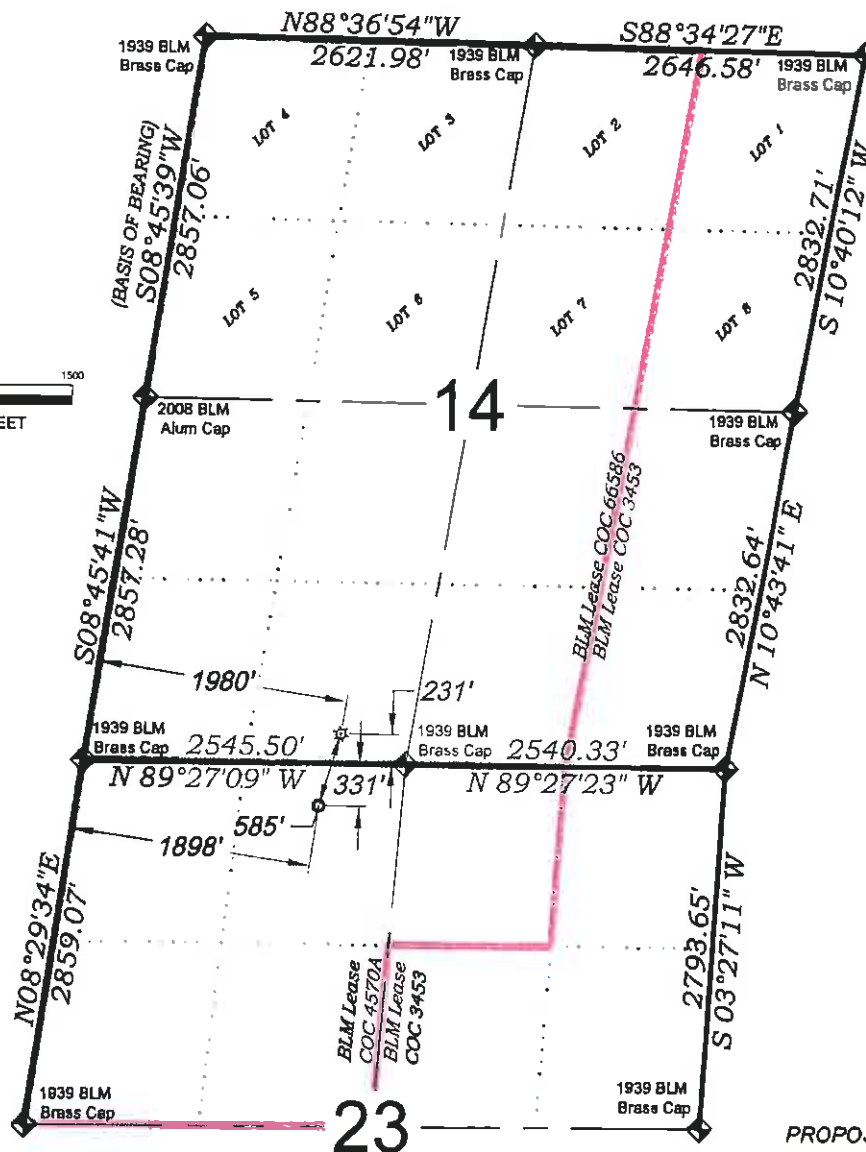 N88°36'54"W
S88°34'27"E
1939 BLM
Brass Cap
2621.98'
1939 BLM
Brass Cap
2646.58'
1939 BLM
Brass Cap
LOT 4
LOT 3
LOT 2
LOT 1
(BASIS OF BEARING)
S08°45'39"W
2857.06'
2832.71'
S 10°40'12" W
LOT 5
LOT 6
LOT 7
LOT 8
1500
EET
2008 BLM
Alum Cap
14
1939 BLM
Brass Cap
BLM Lease COC 66586
BLM Lease COC 3453
S08°45'41"W
2857.28'
2832.64'
N 10°43'41" E
1980'
231'
1939 BLM
Brass Cap
2545.50'
1939 BLM
Brass Cap
2540.33'
1939 BLM
Brass Cap
N 89°27'09" W
331'
N 89°27'23" W
585'
1898'
N08°29'34"E
2859.07'
2793.65'
S 03°27'11" W
BLM Lease
COC 4570A
BLM Lease
COC 3453
1939 BLM
Brass Cap
1939 BLM
Brass Cap
23
PROPOS